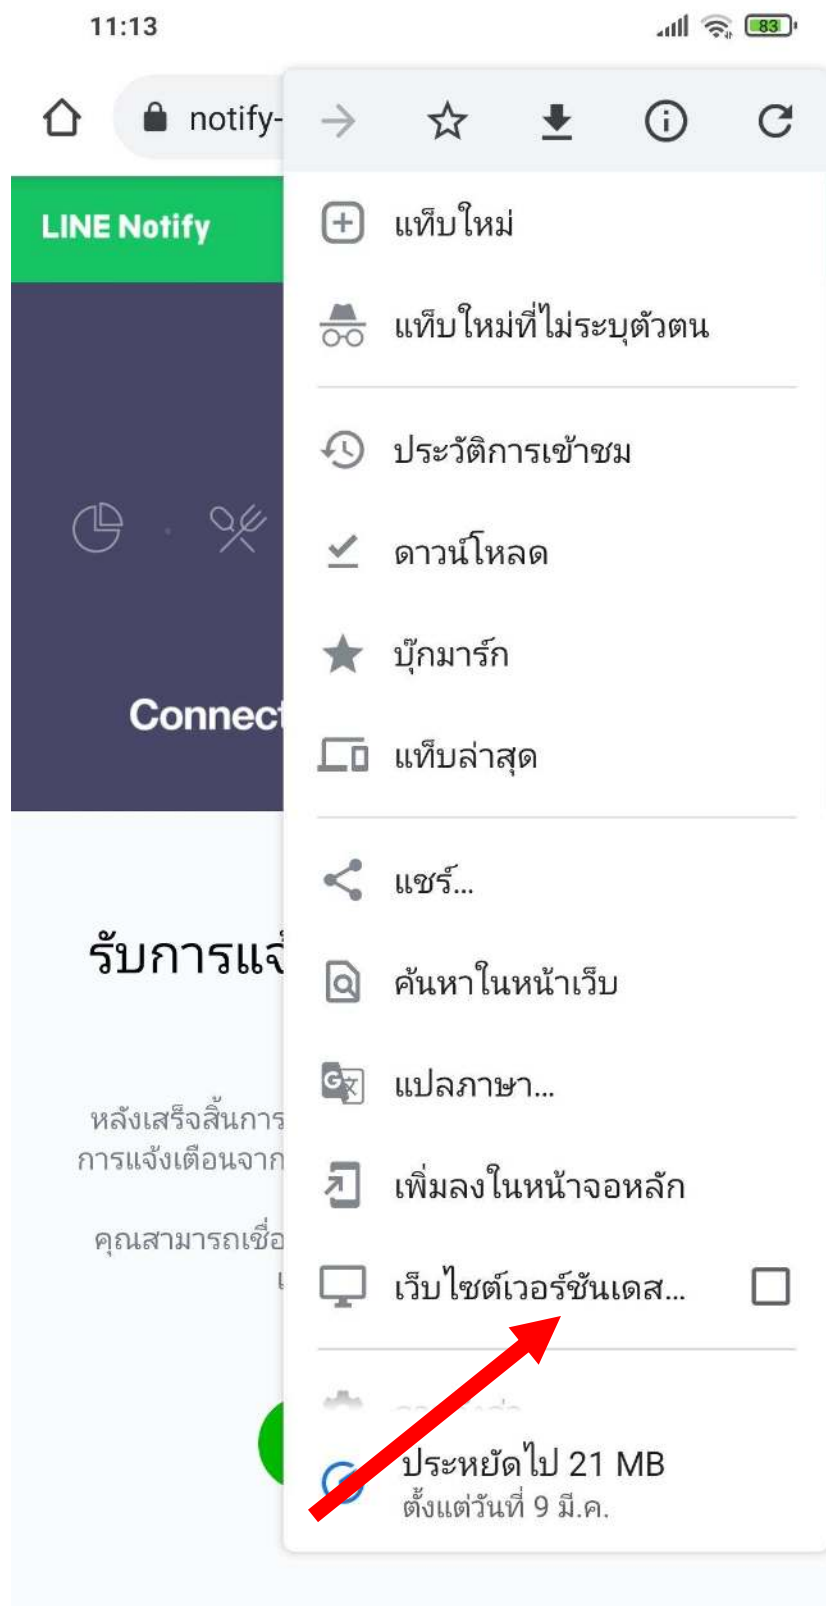 11:13
83
notify-
LINE Notify
แท็บใหม่
แท็บใหม่ที่ไม่ระบุตัวตน
ประวัติการเข้าชม
ดาวน์โหลด
บุ๊กมาร์ก
Connect
แท็บล่าสุด
แชร์...
รับการแจ้
ค้นหาในหน้าเว็บ
แปลภาษา...
หลังเสร็จสิ้นการ
การแจ้งเตือนจาก
เพิ่มลงในหน้าจอหลัก
คุณสามารถเชื่อ
เว็บไซต์เวอร์ชันเดส...
ประหยัดไป 21 MB
ตั้งแต่วันที่ 9 มี.ค.